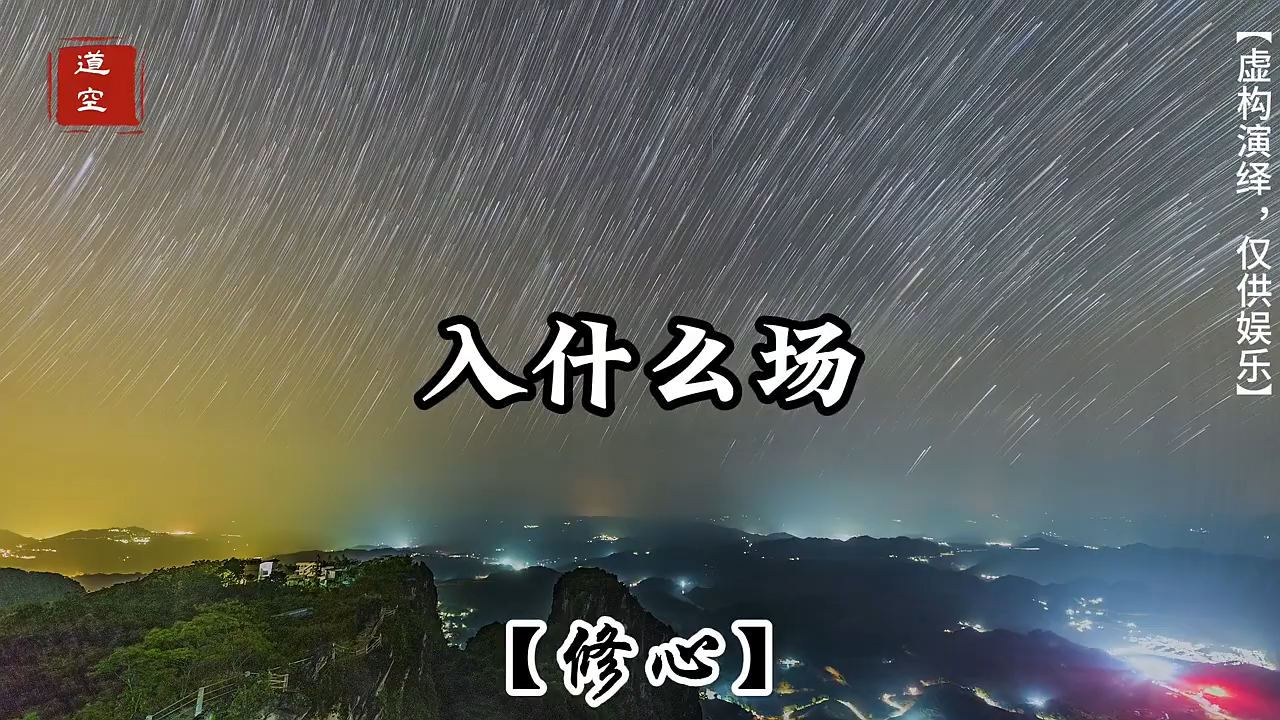 道
空
【虚构演绎，仅供娱乐】
入什么场
【修心】